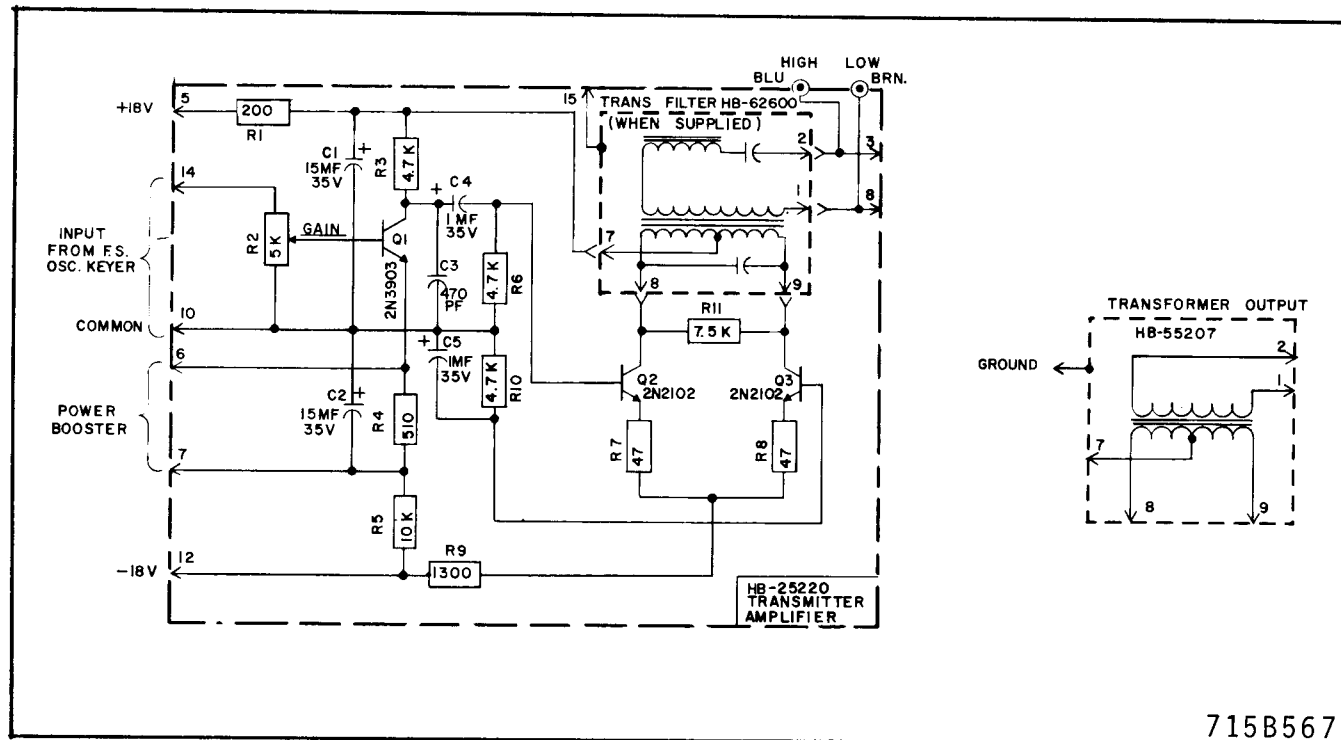 HIGH
LOW
BLU
BRN.
5
+18V
200
R1
15
TRANS FILTER HB-62600
(WHEN SUPPLIED)
2
3
C1
15MF
35V
+
R3
4.7K
14
+
C4
1MF
35V
1
8
INPUT
FROM F.S.
OSC. KEYER
R2
5K
GAIN
Q1
2N3903
C3
470
PF
4.7K
R6
7
8
9
R11
7.5K
COMMON
10
+
C5
1MF
35V
4.7K
R10
6
POWER
BOOSTER
C2
15MF
35V
+
R4
510
Q2
2N2102
Q3
2N2102
R7
47
R8
47
7
R5
10K
-18V
12
R9
1300
HB-25220
TRANSMITTER
AMPLIFIER
TRANSFORMER OUTPUT
HB-55207
2
GROUND
1
7
8
9
715B567